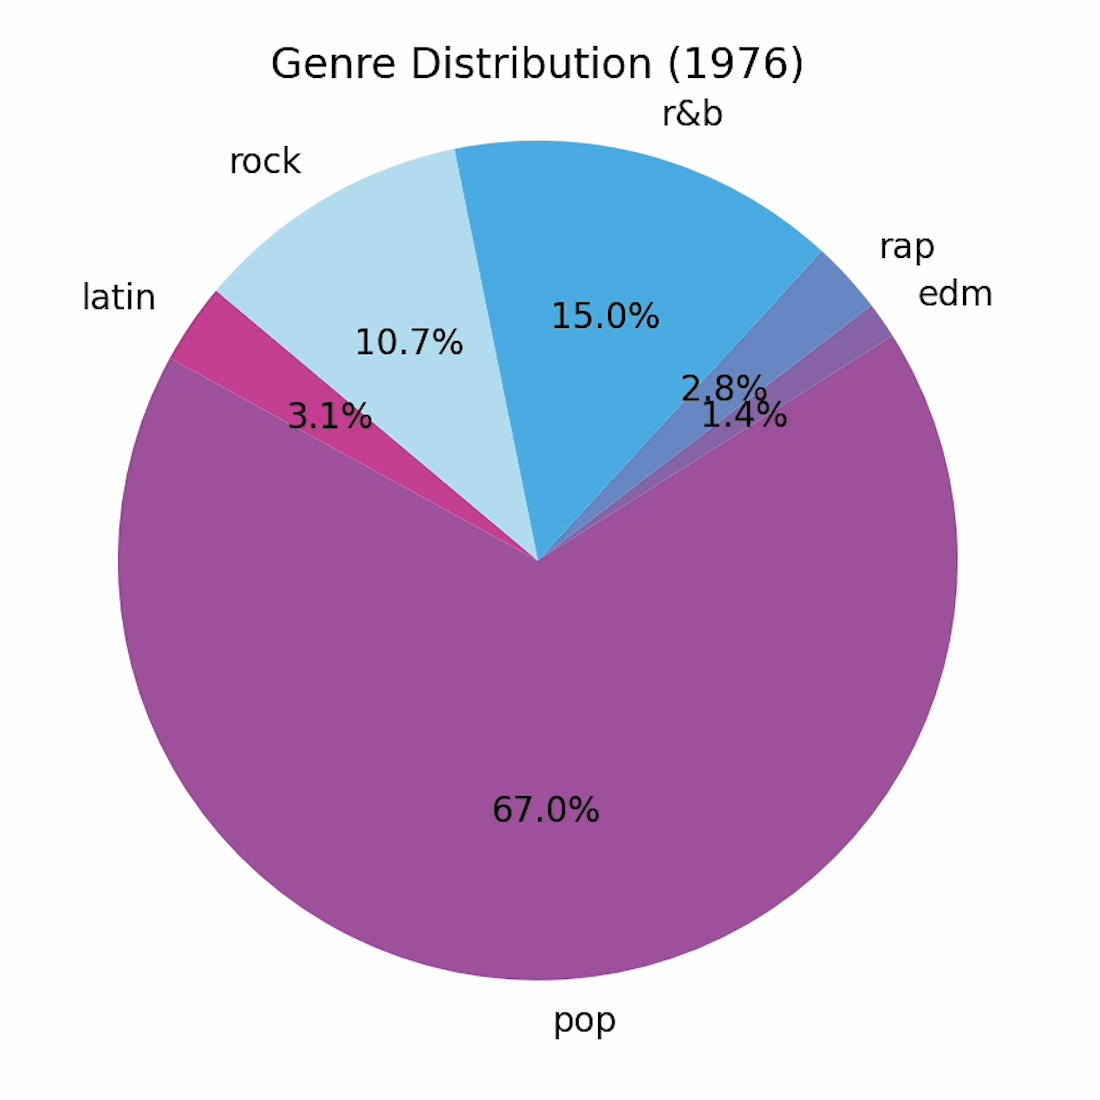 Genre Distribution (1976)
r&b
rock
rap
latin
edm
15.0%
10.7%
2.8%
1.4%
3.1%
67.0%
pop